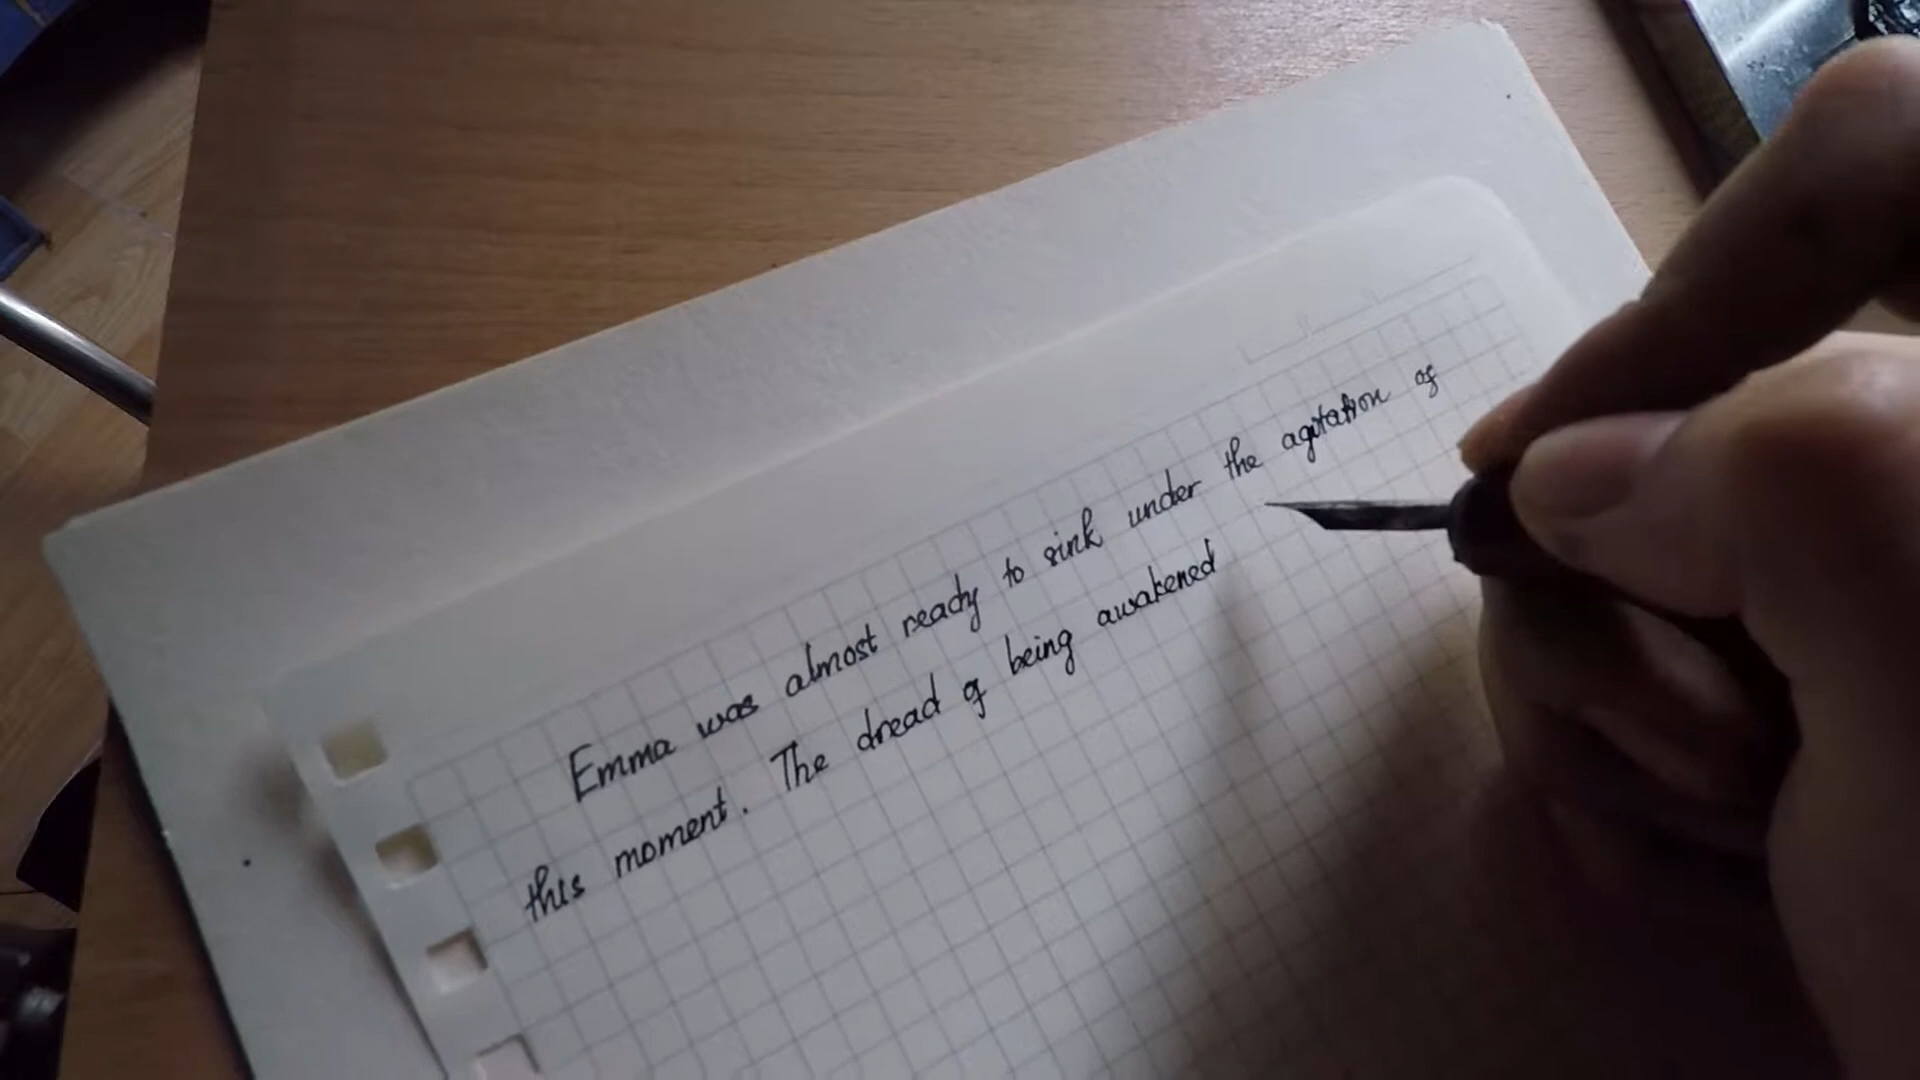 Emma was almost ready to sink under the agitation of
this moment. The dread of being awakened